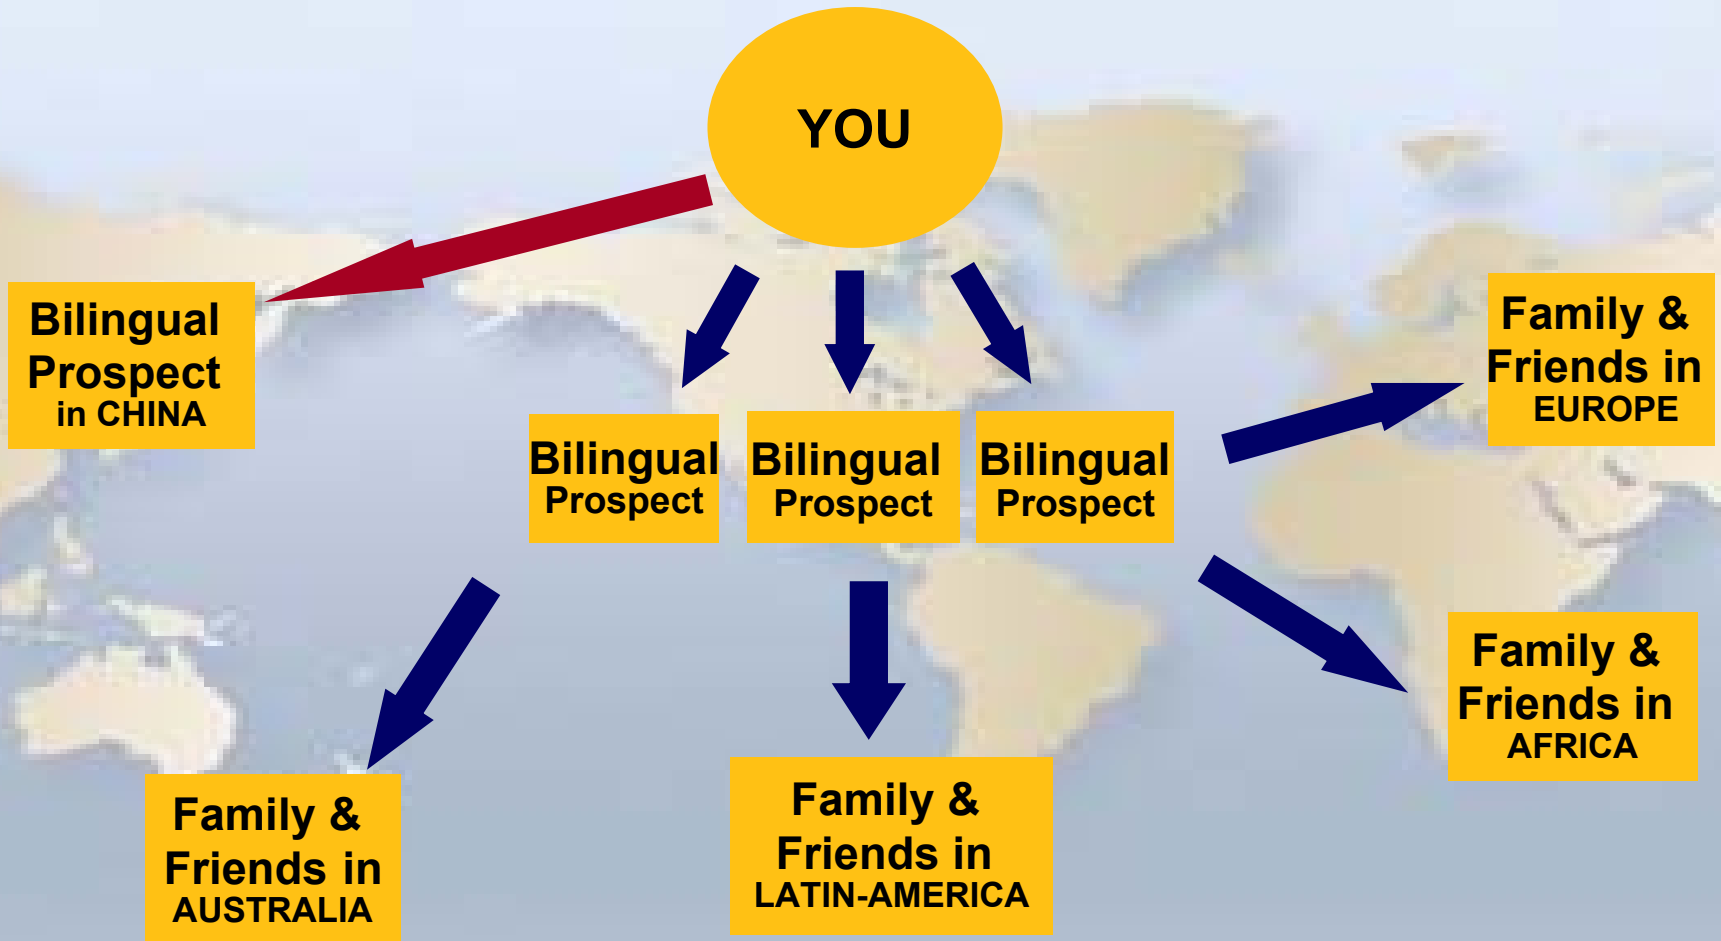 YOU
Bilingual
Prospect
in CHINA
Bilingual
Prospect
Bilingual
Prospect
Bilingual
Prospect
Family &
Friends in
EUROPE
Family &
Friends in
AFRICA
Family &
Friends in
AUSTRALIA
Family &
Friends in
LATIN-AMERICA